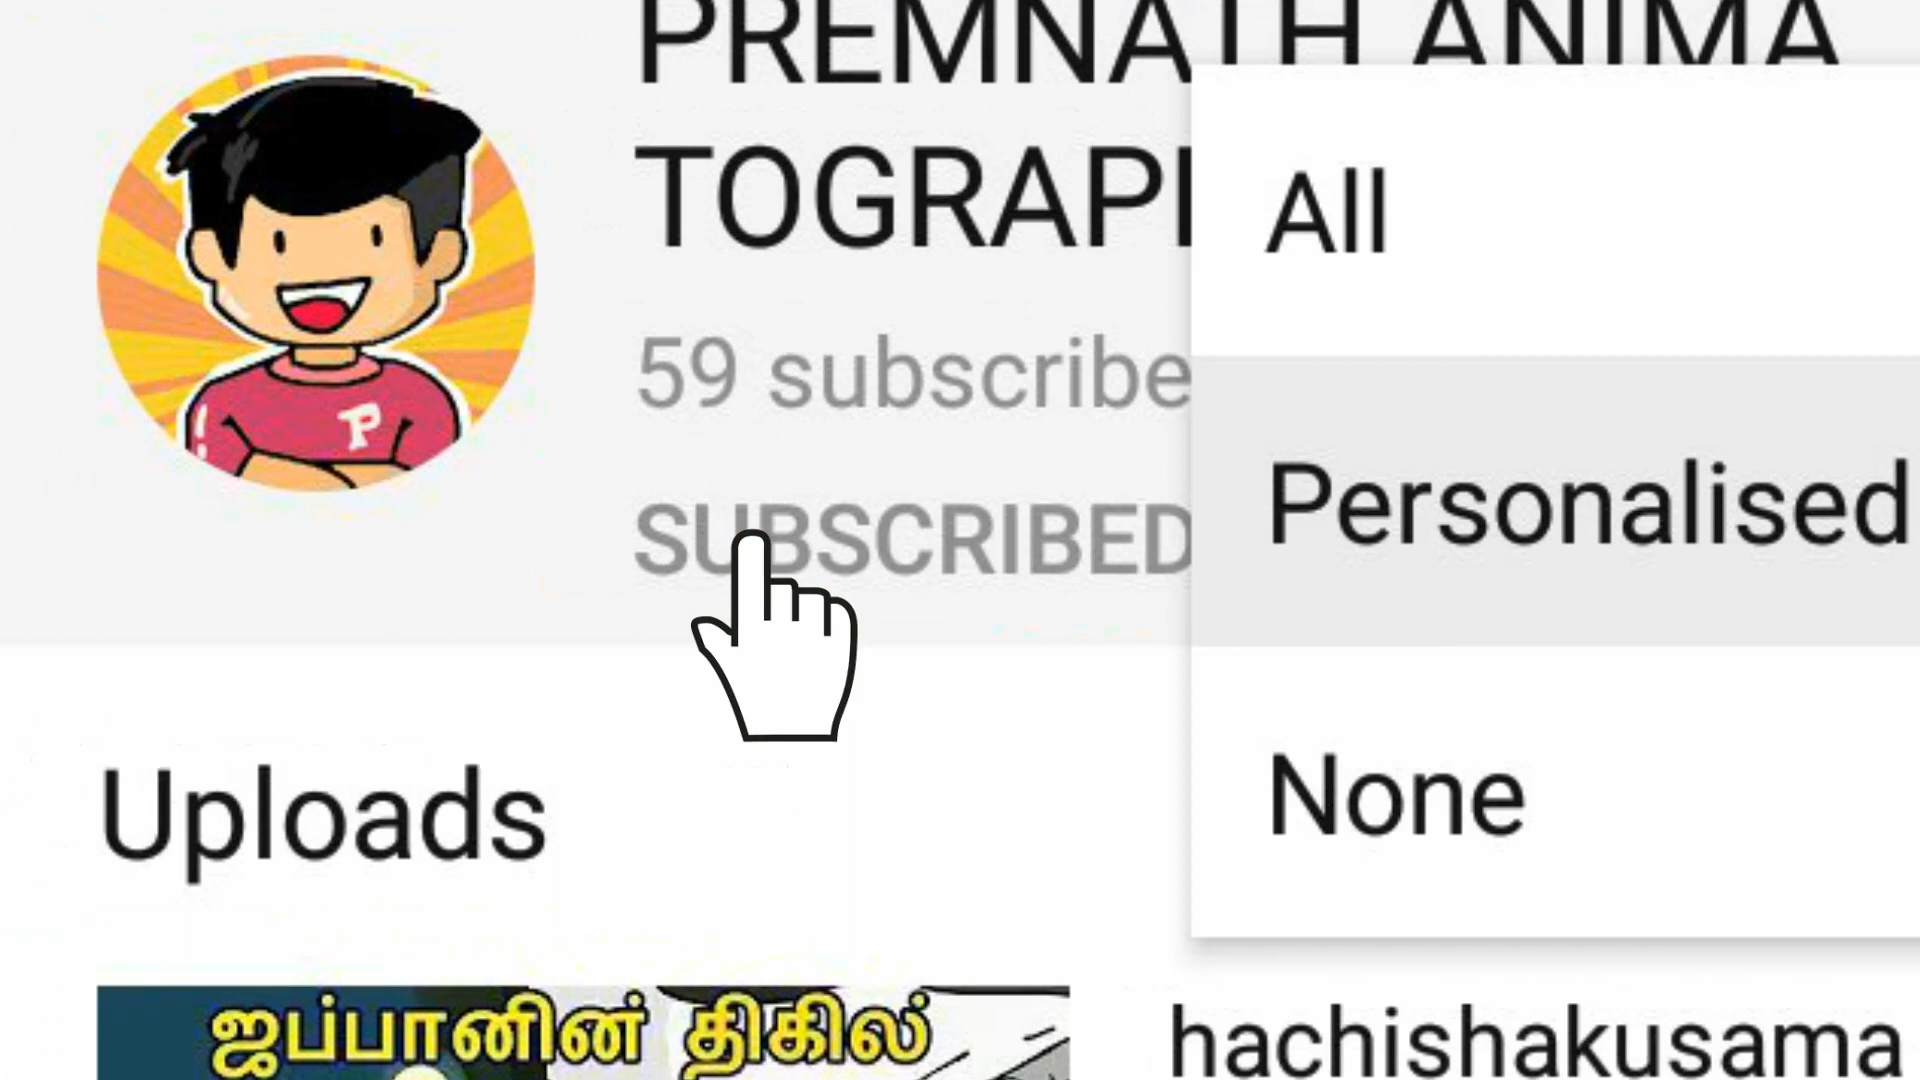 PREMNATH ANIMA
TOGRAP
59 subscribe
SUBSCRIBED
All
Personalised
None
Uploads
P
ஜப்பானின் திகில்
hachishakusama